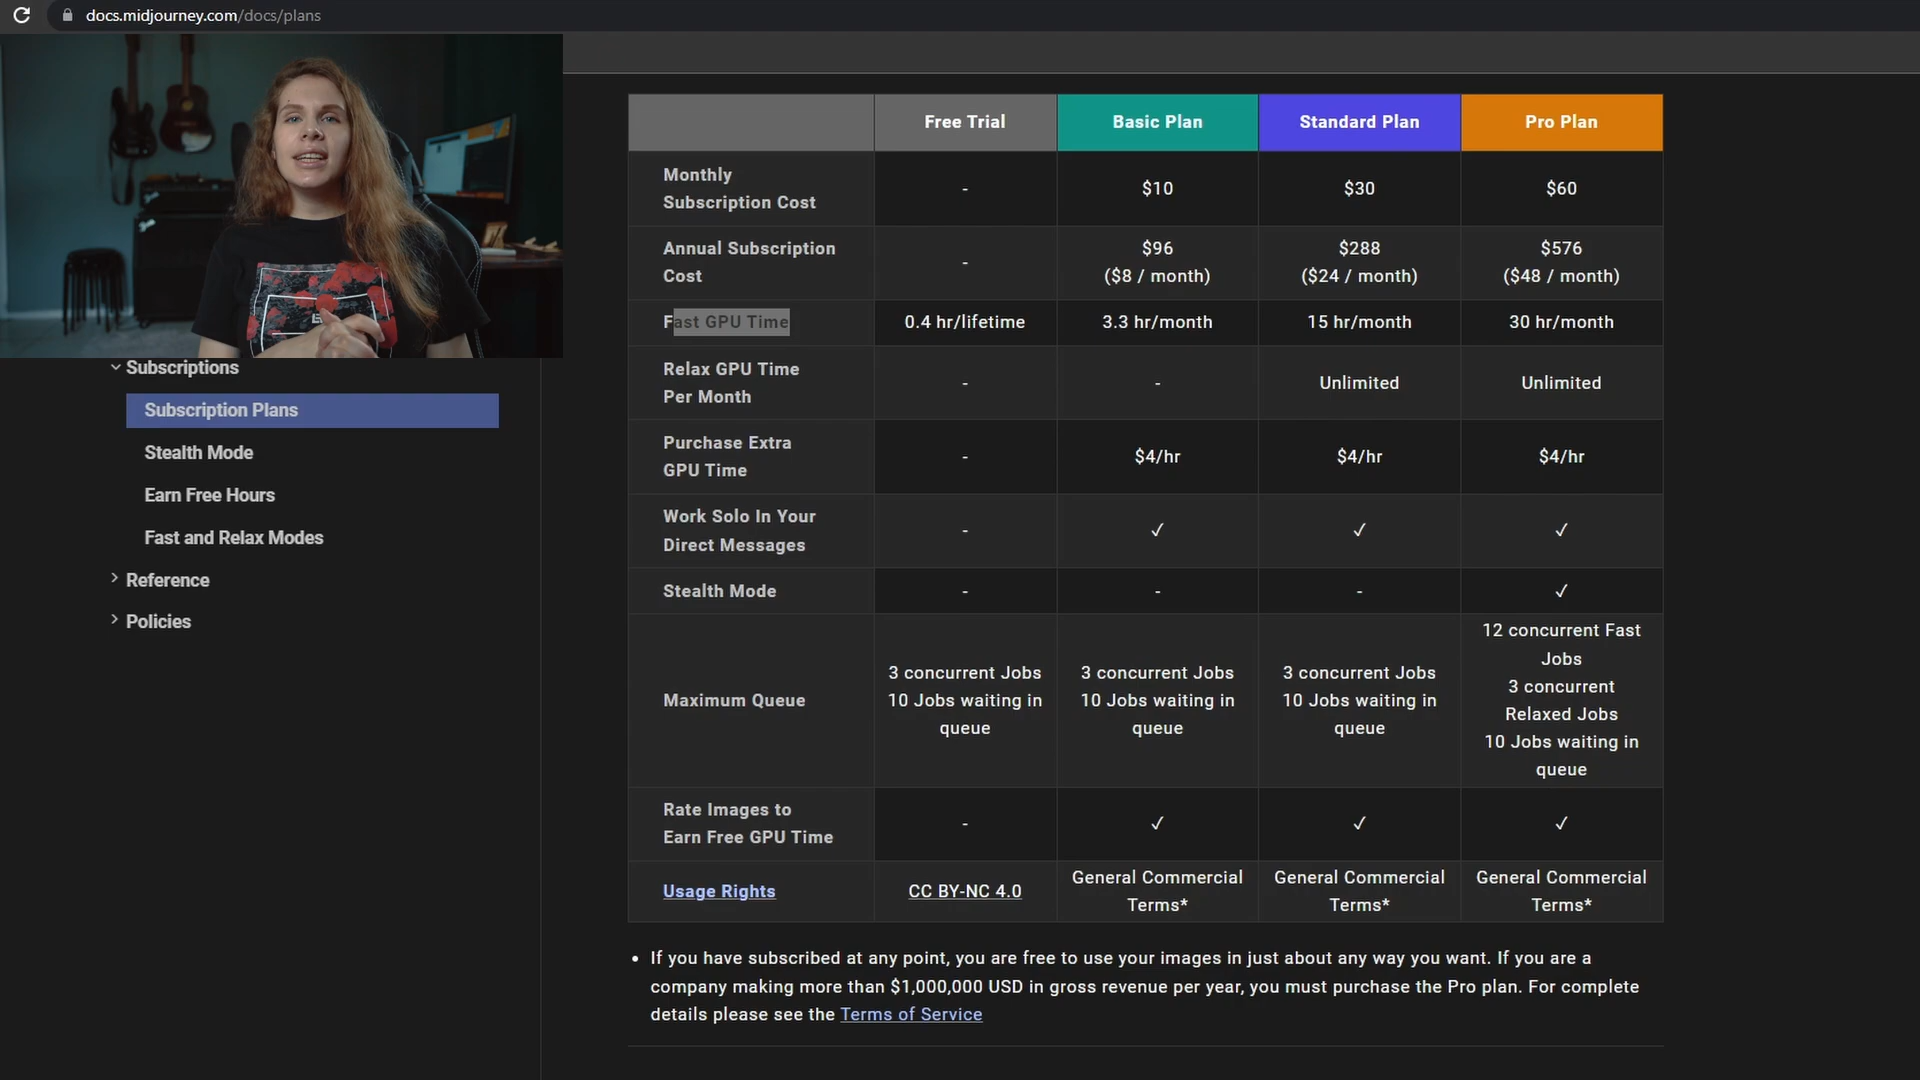 docs.midjourney.com/docs/plans
Subscriptions
Subscription Plans
Stealth Mode
Earn Free Hours
Fast and Relax Modes
Reference
Policies
Free Trial
Basic Plan
Standard Plan
Pro Plan
Monthly
Subscription Cost
-
$10
$30
$60
Annual Subscription
Cost
-
$96
($8 / month)
$288
($24 / month)
$576
($48 / month)
Fast GPU Time
0.4 hr/lifetime
3.3 hr/month
15 hr/month
30 hr/month
Relax GPU Time
Per Month
-
-
Unlimited
Unlimited
Purchase Extra
GPU Time
-
$4/hr
$4/hr
$4/hr
Work Solo In Your
Direct Messages
-
✓
✓
✓
Stealth Mode
-
-
-
✓
Maximum Queue
3 concurrent Jobs
10 Jobs waiting in
queue
3 concurrent Jobs
10 Jobs waiting in
queue
3 concurrent Jobs
10 Jobs waiting in
queue
12 concurrent Fast
Jobs
3 concurrent
Relaxed Jobs
10 Jobs waiting in
queue
Rate Images to
Earn Free GPU Time
-
✓
✓
✓
Usage Rights
CC BY-NC 4.0
General Commercial
Terms*
General Commercial
Terms*
General Commercial
Terms*
• If you have subscribed at any point, you are free to use your images in just about any way you want. If you are a
company making more than $1,000,000 USD in gross revenue per year, you must purchase the Pro plan. For complete
details please see the Terms of Service